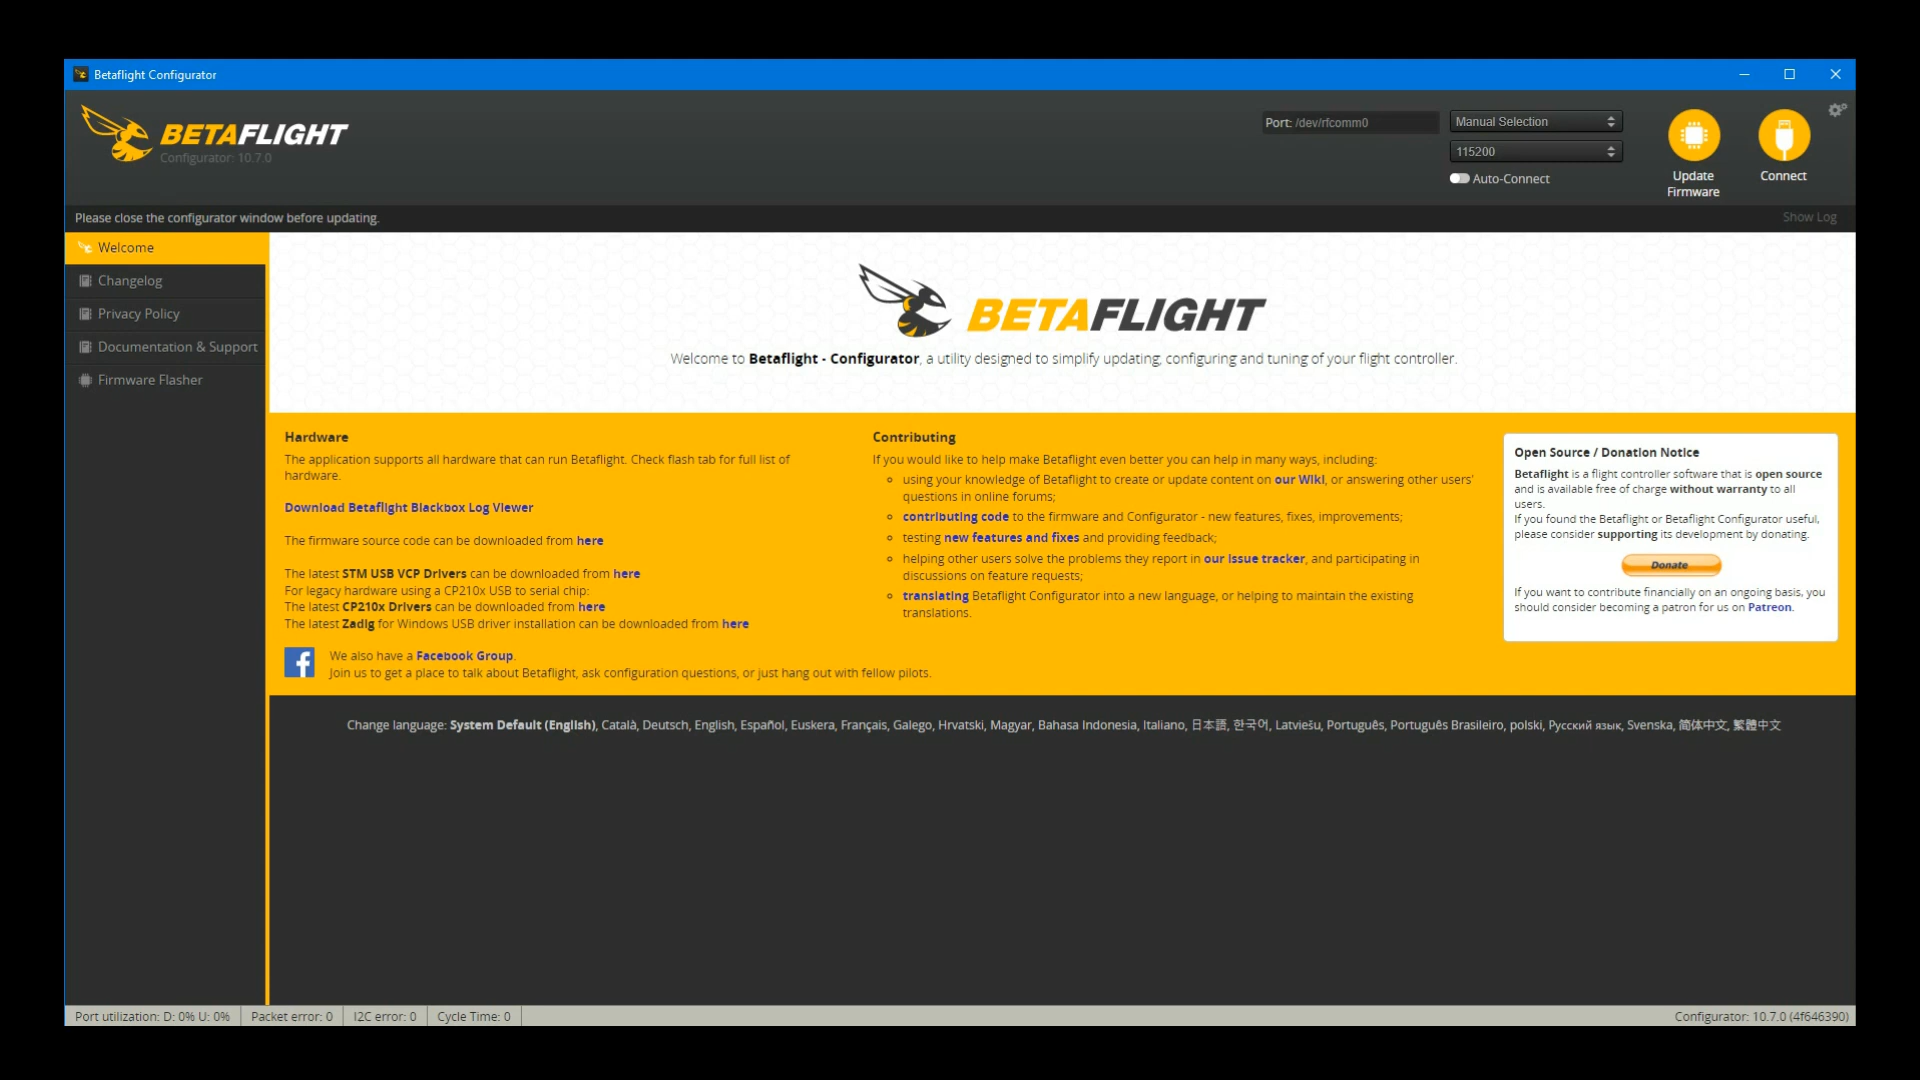 Betaflight Configurator
BETAFLIGHT
Configurator: 10.7.0
Port: /dev/rfcomm0
Manual Selection
115200
Auto-Connect
Update
Firmware
Connect
Please close the configurator window before updating.
Show Log
Welcome
Changelog
Privacy Policy
Documentation & Support
Firmware Flasher
BETAFLIGHT
Welcome to Betaflight - Configurator, a utility designed to simplify updating, configuring and tuning of your flight controller.
Hardware
The application supports all hardware that can run Betaflight. Check flash tab for full list of
hardware.
Download Betaflight Blackbox Log Viewer
The firmware source code can be downloaded from here
The latest STM USB VCP Drivers can be downloaded from here
For legacy hardware using a CP210x USB to serial chip:
The latest CP210x Drivers can be downloaded from here
The latest Zadig for Windows USB driver installation can be downloaded from here
We also have a Facebook Group.
Join us to get a place to talk about Betaflight, ask configuration questions, or just hang out with fellow pilots.
Contributing
If you would like to help make Betaflight even better you can help in many ways, including:
using your knowledge of Betaflight to create or update content on our Wiki, or answering other users'
questions in online forums;
contributing code to the firmware and Configurator - new features, fixes, improvements;
testing new features and fixes and providing feedback;
helping other users solve the problems they report in our issue tracker, and participating in
discussions on feature requests;
translating Betaflight Configurator into a new language, or helping to maintain the existing
translations.
Open Source / Donation Notice
Betaflight is a flight controller software that is open source
and is available free of charge without warranty to all
users.
If you found the Betaflight or Betaflight Configurator useful,
please consider supporting its development by donating.
Donate
If you want to contribute financially on an ongoing basis, you
should consider becoming a patron for us on Patreon.
Change language: System Default (English), Català, Deutsch, English, Español, Euskera, Français, Galego, Hrvatski, Magyar, Bahasa Indonesia, Italiano, 日本語, 한국어, Latviešu, Português, Português Brasileiro, polski, Русский язык, Svenska, 简体中文, 繁體中文
Port utilization: D: 0% U: 0%
Packet error: 0
I2C error: 0
Cycle Time: 0
Configurator: 10.7.0 (4f646390)